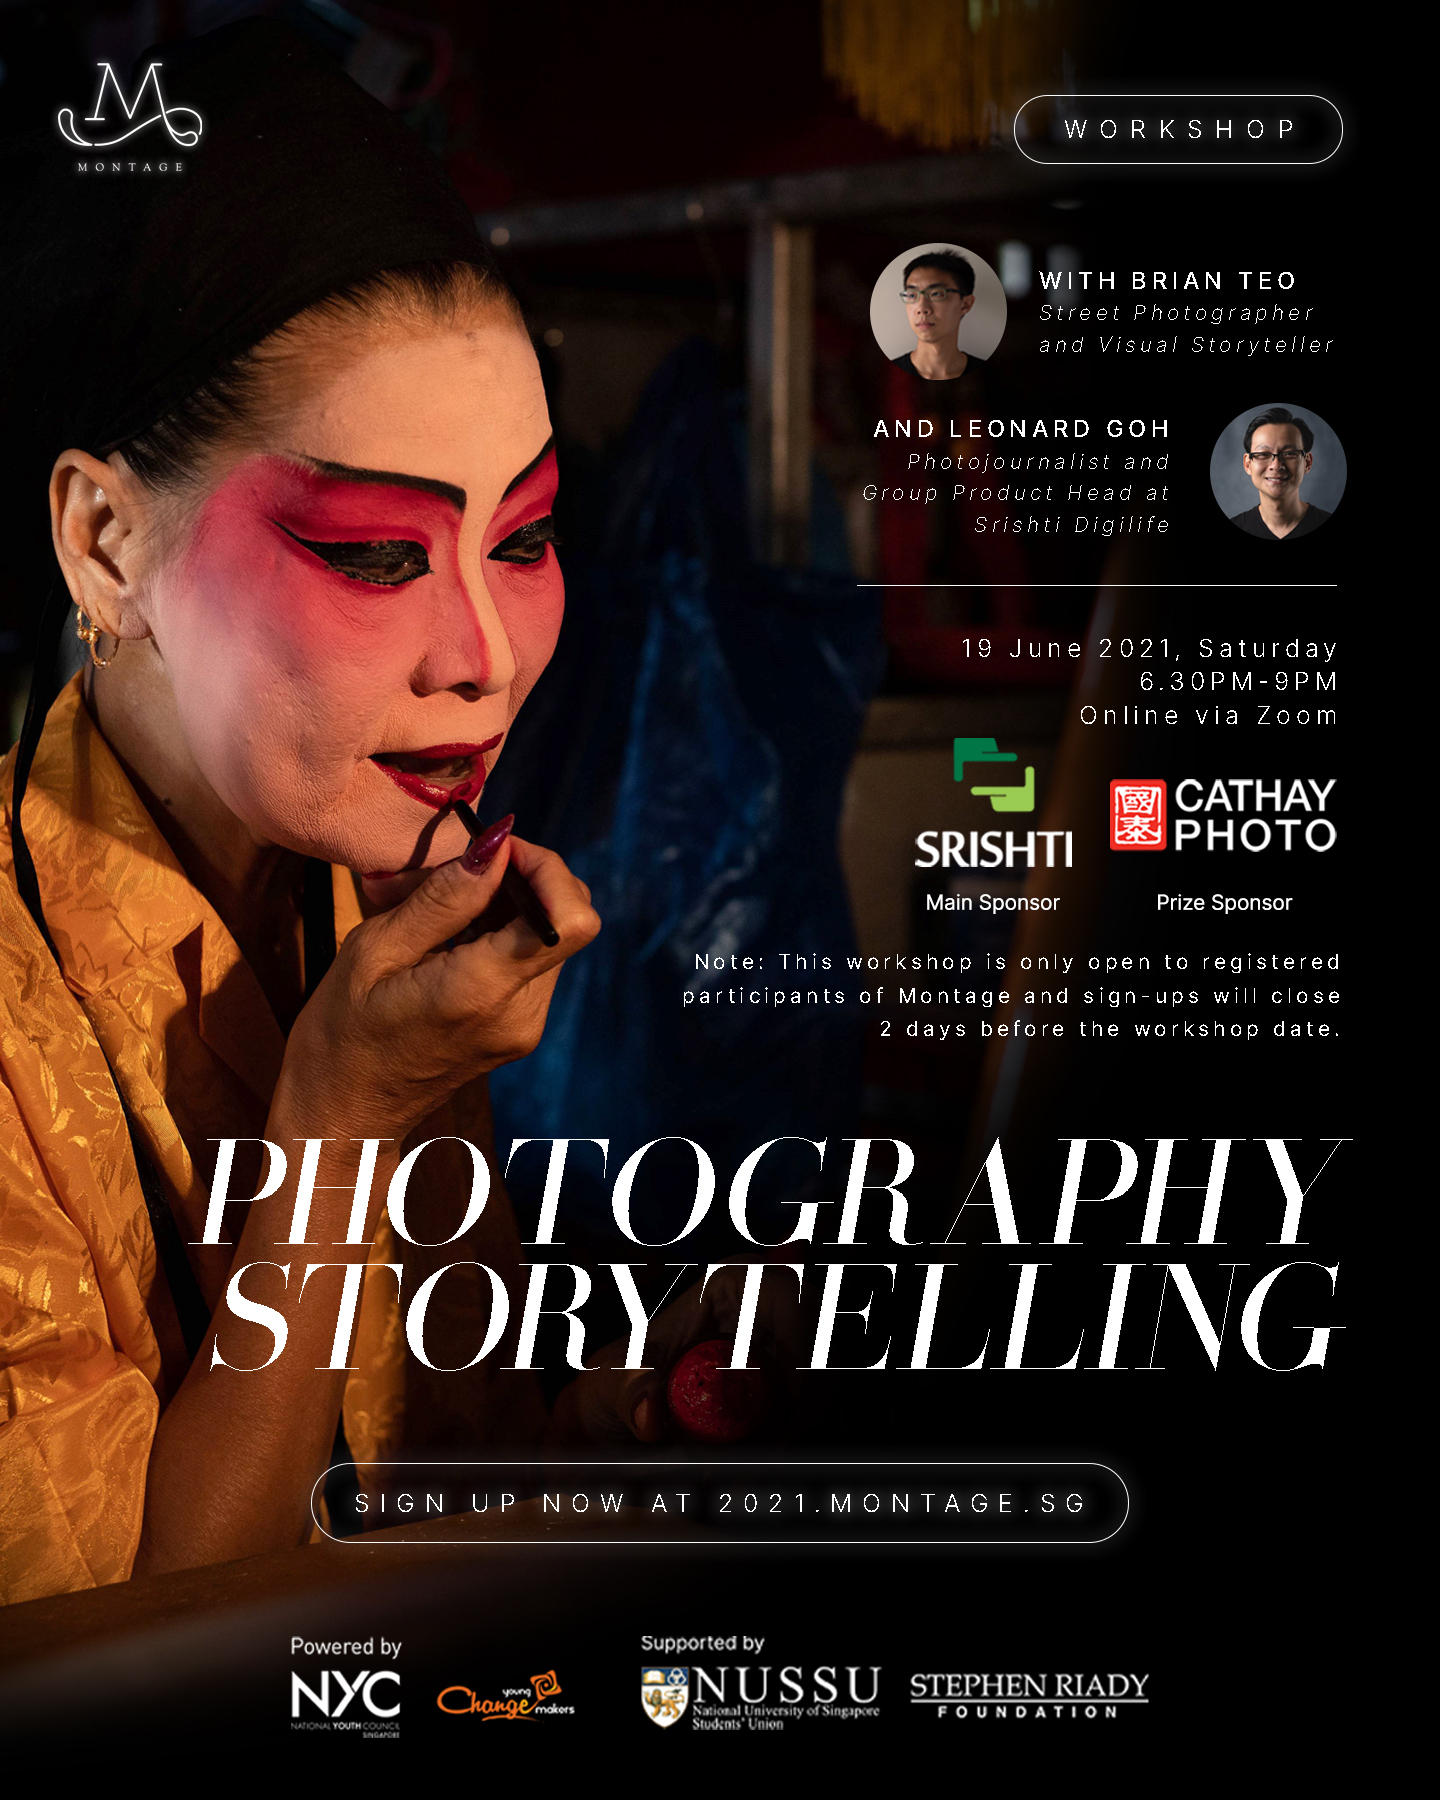 M
MONTAGE
WORKSHOP
WITH BRIAN TEO
Street Photographer
and Visual Storyteller
AND LEONARD GOH
Photojournalist and
Group Product Head at
Srishti Digilife
19 June 2021, Saturday
6.30PM-9PM
Online via Zoom
SRISHTI
Main Sponsor
國泰
CATHAY
PHOTO
Prize Sponsor
Note: This workshop is only open to registered
participants of Montage and sign-ups will close
2 days before the workshop date.
PHOTOGRAPHY
STORYTELLING
SIGN UP NOW AT 2021.MONTAGE.SG
Powered by
NYC
NATIONAL YOUTH COUNCIL
SINGAPORE
young
Change makers
Supported by
NUSSU
National University of Singapore
Students' Union
STEPHEN RIADY
FOUNDATION